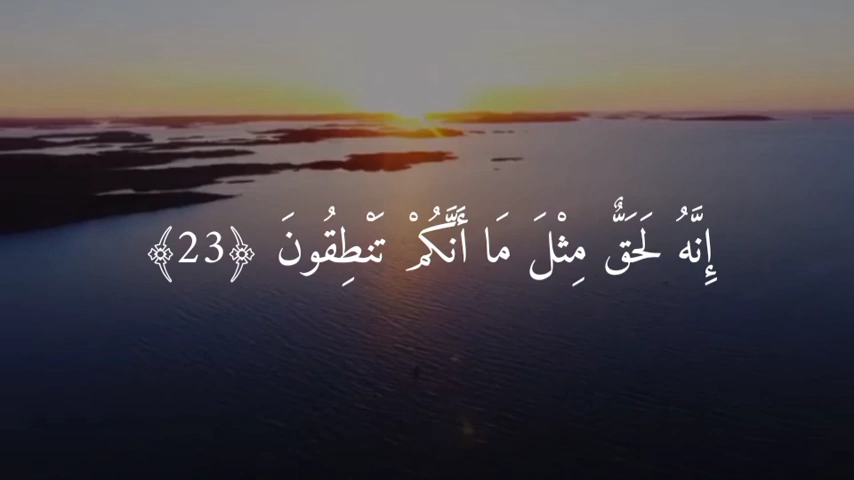 إِنَّهُ لَحَقٌّ مِثْلَ مَا أَنَّكُمْ تَنْطِقُونَ ﴿23﴾